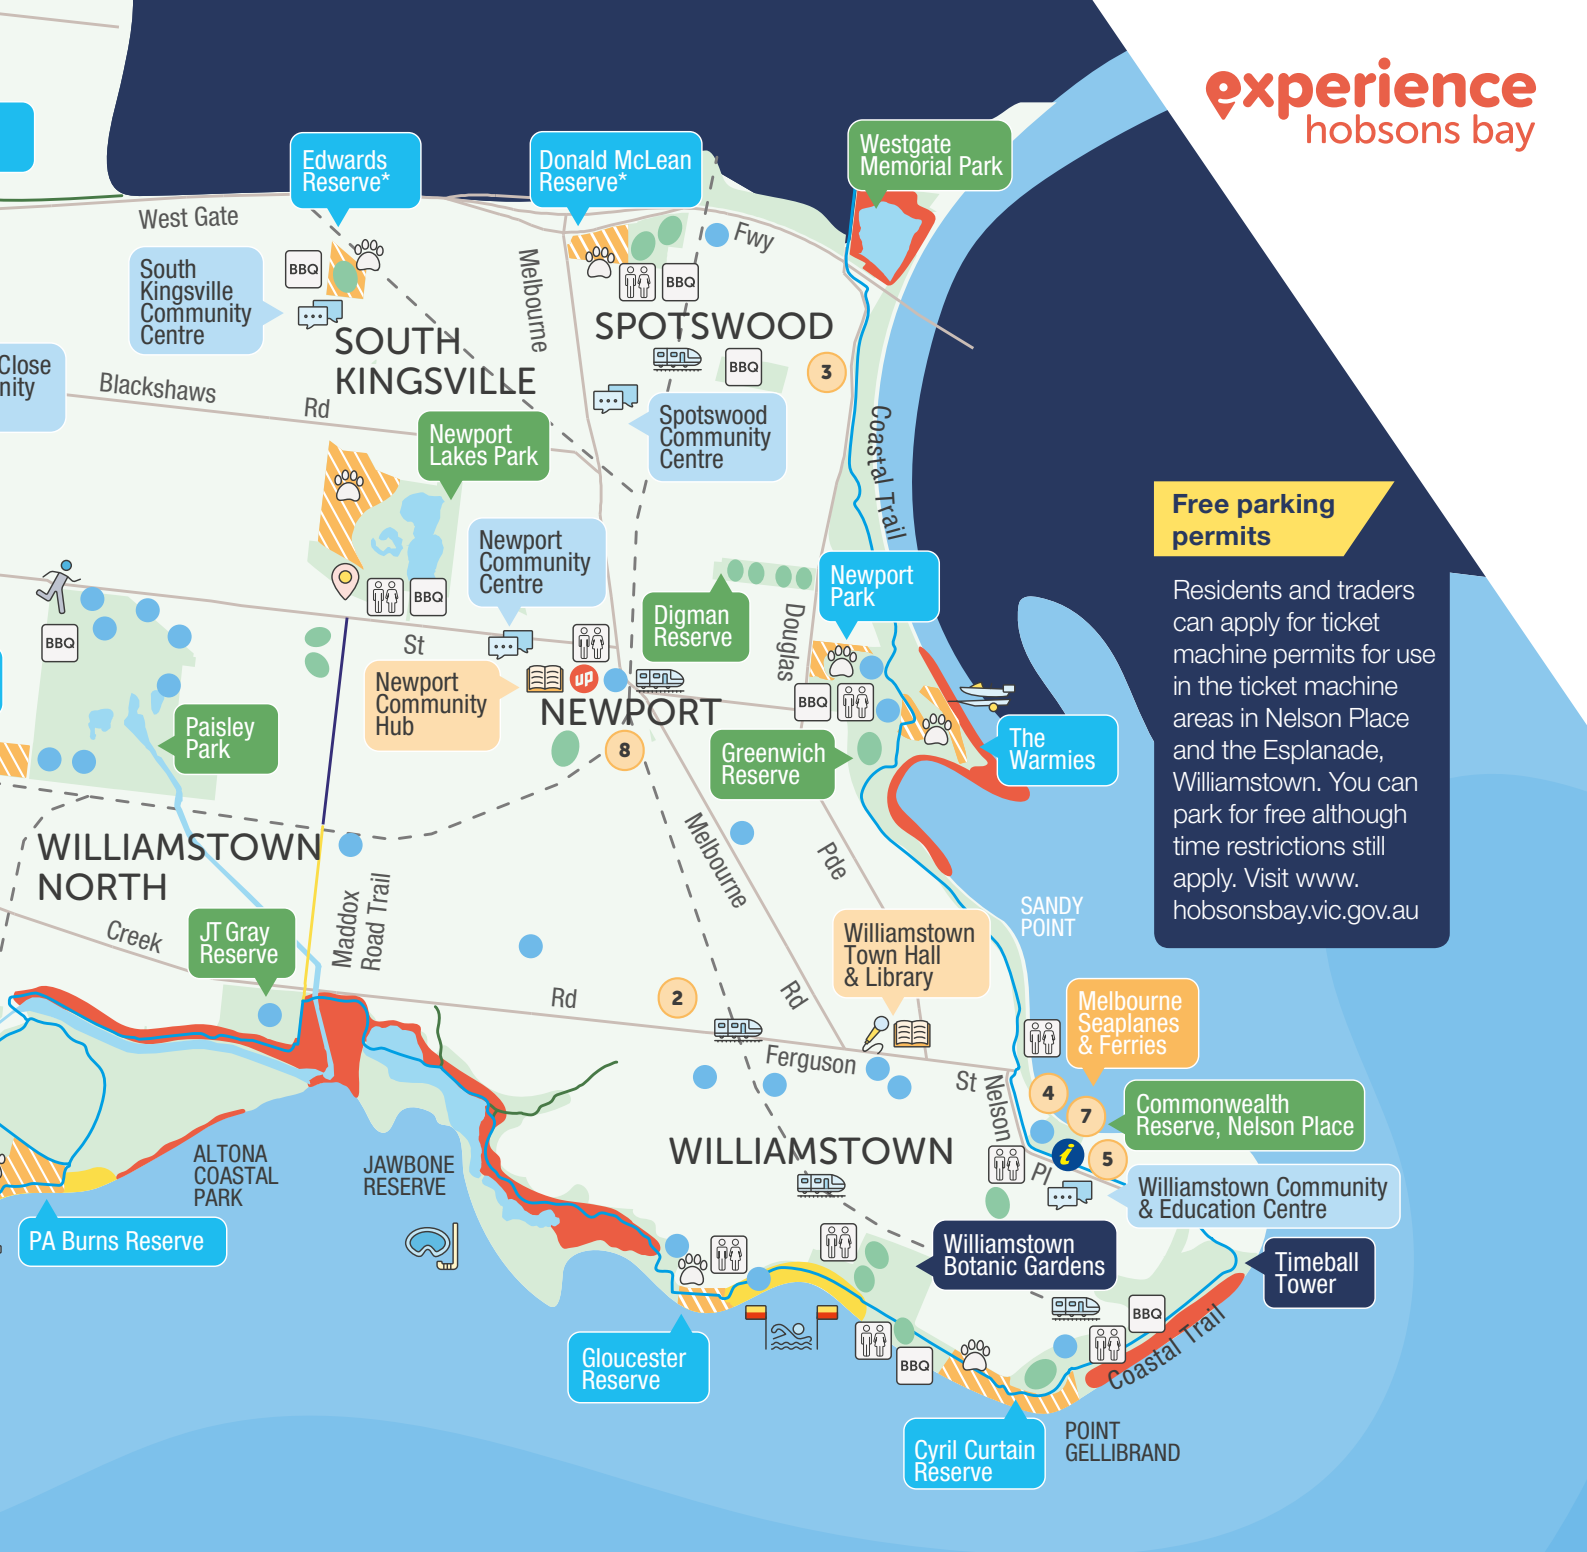 experience
hobsons bay
Westgate
Memorial Park
Edwards
Reserve*
Donald McLean
Reserve*
West Gate
Fwy
South
Kingsville
Community
Centre
BBQ
BBQ
Melbourne
SPOTSWOOD
SOUTH
KINGSVILLE
Close
nity
Blackshaws
Rd
BBQ
3
Spotswood
Community
Centre
Newport
Lakes Park
Coastal Trail
Free parking
permits
Residents and traders
can apply for ticket
machine permits for use
in the ticket machine
areas in Nelson Place
and the Esplanade,
Williamstown. You can
park for free although
time restrictions still
apply. Visit www.
hobsonsbay.vic.gov.au
Newport
Community
Centre
Newport
Park
Digman
Reserve
Douglas
BBQ
BBQ
St
Newport
Community
Hub
up
NEWPORT
8
BBQ
Paisley
Park
Greenwich
Reserve
The
Warmies
WILLIAMSTOWN
NORTH
Melbourne
Pde
Maddox
Road Trail
Creek
JT Gray
Reserve
SANDY
POINT
Williamstown
Town Hall
& Library
Rd
2
Rd
Ferguson
St
Nelson
Pl
Melbourne
Seaplanes
& Ferries
4
7
5
i
Commonwealth
Reserve, Nelson Place
WILLIAMSTOWN
Williamstown Community
& Education Centre
ALTONA
COASTAL
PARK
JAWBONE
RESERVE
PA Burns Reserve
Williamstown
Botanic Gardens
Timeball
Tower
BBQ
Coastal Trail
Gloucester
Reserve
BBQ
Cyril Curtain
Reserve
POINT
GELLIBRAND